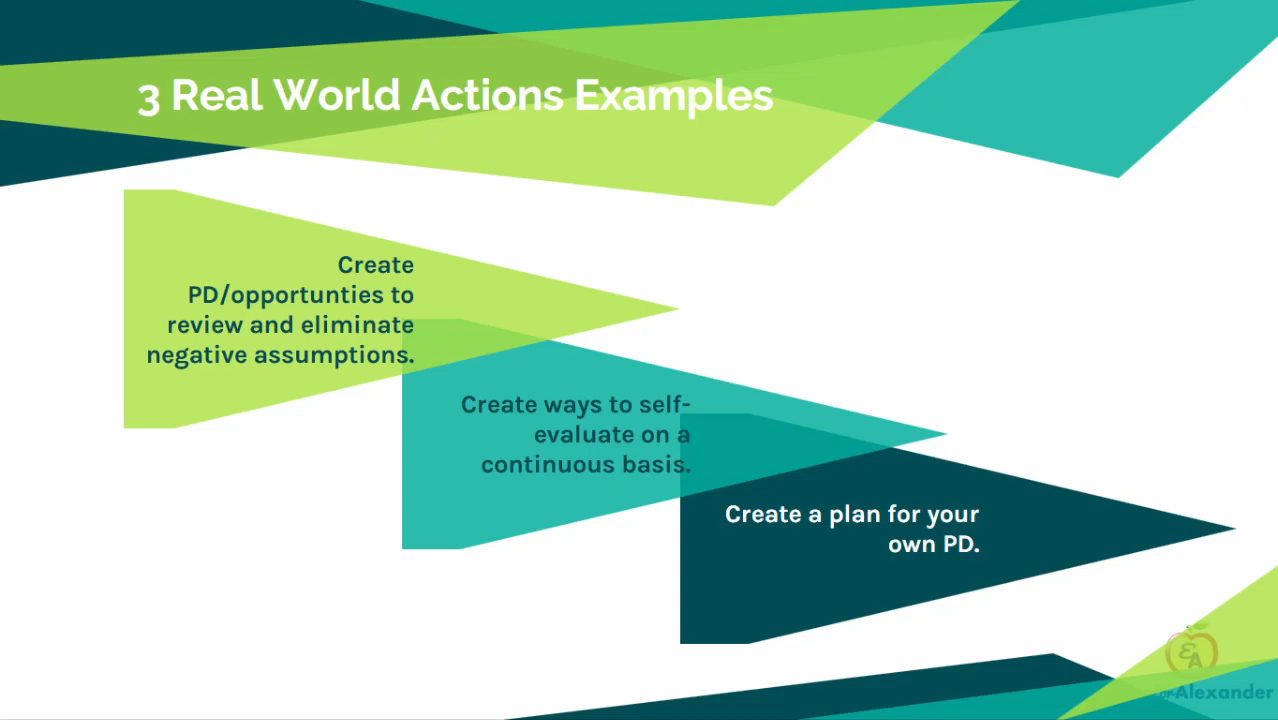 3 Real World Actions Examples
Create
PD/opportunties to
review and eliminate
negative assumptions.
Create ways to self-
evaluate on a
continuous basis.
Create a plan for your
own PD.
EA
Alexander